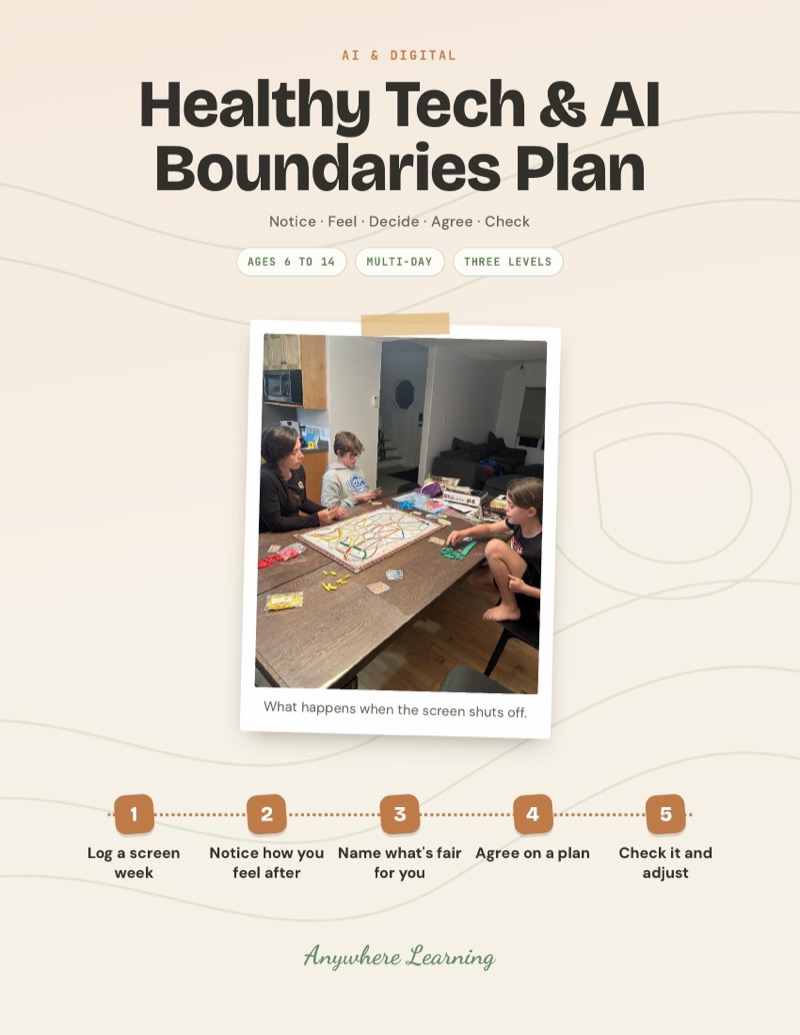 AI & DIGITAL
Healthy Tech & AI
Boundaries Plan
Notice · Feel · Decide · Agree · Check
AGES 6 TO 14
MULTI-DAY
THREE LEVELS
What happens when the screen shuts off.
1
2
3
4
5
Log a screen
week
Notice how you
feel after
Name what's fair
for you
Agree on a plan
Check it and
adjust
Anywhere Learning